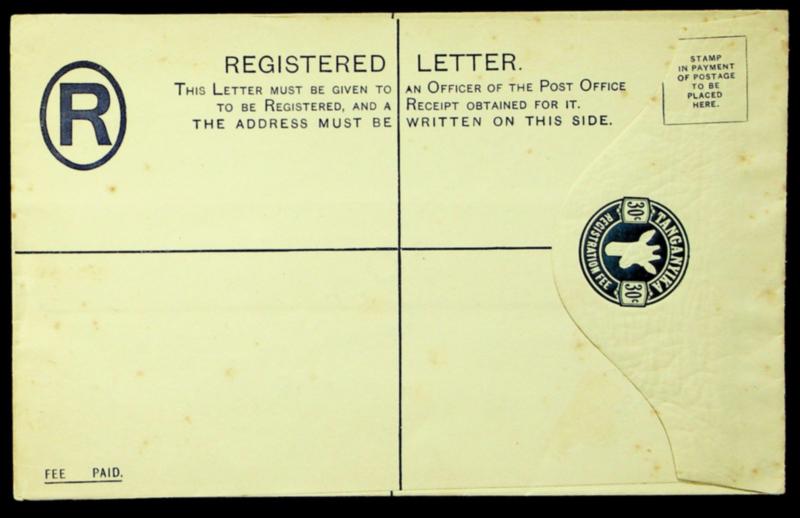 REGISTERED LETTER.
THIS LETTER MUST BE GIVEN TO AN OFFICER OF THE POST OFFICE
TO BE REGISTERED, AND A RECEIPT OBTAINED FOR IT.
THE ADDRESS MUST BE WRITTEN ON THIS SIDE.
R
STAMP
IN PAYMENT
OF POSTAGE
TO BE
PLACED
HERE.
30c
TANGANYIKA
REGISTRATION FEE
30c
FEE PAID.